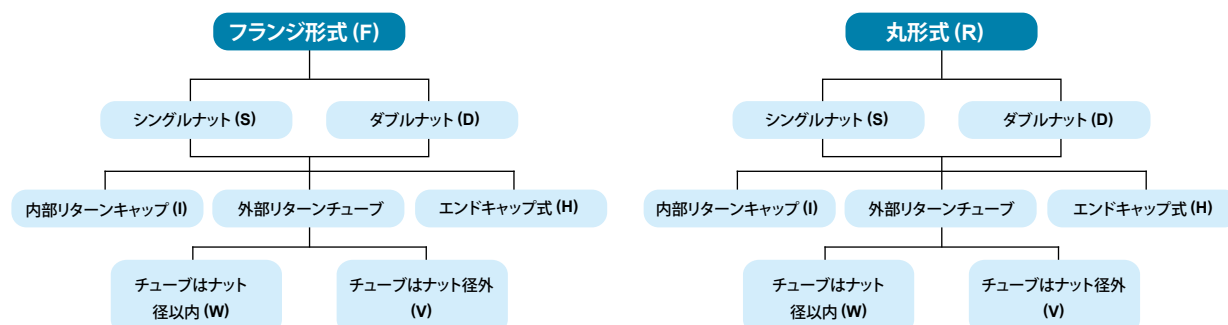 フランジ形式 (F)
シングルナット (S)
ダブルナット (D)
内部リターンキャップ (I)
外部リターンチューブ
エンドキャップ式 (H)
チューブはナット
径以内 (W)
チューブはナット径外
(V)
丸形式 (R)
シングルナット (S)
ダブルナット (D)
内部リターンキャップ (I)
外部リターンチューブ
エンドキャップ式 (H)
チューブはナット
径以内 (W)
チューブはナット径外
(V)